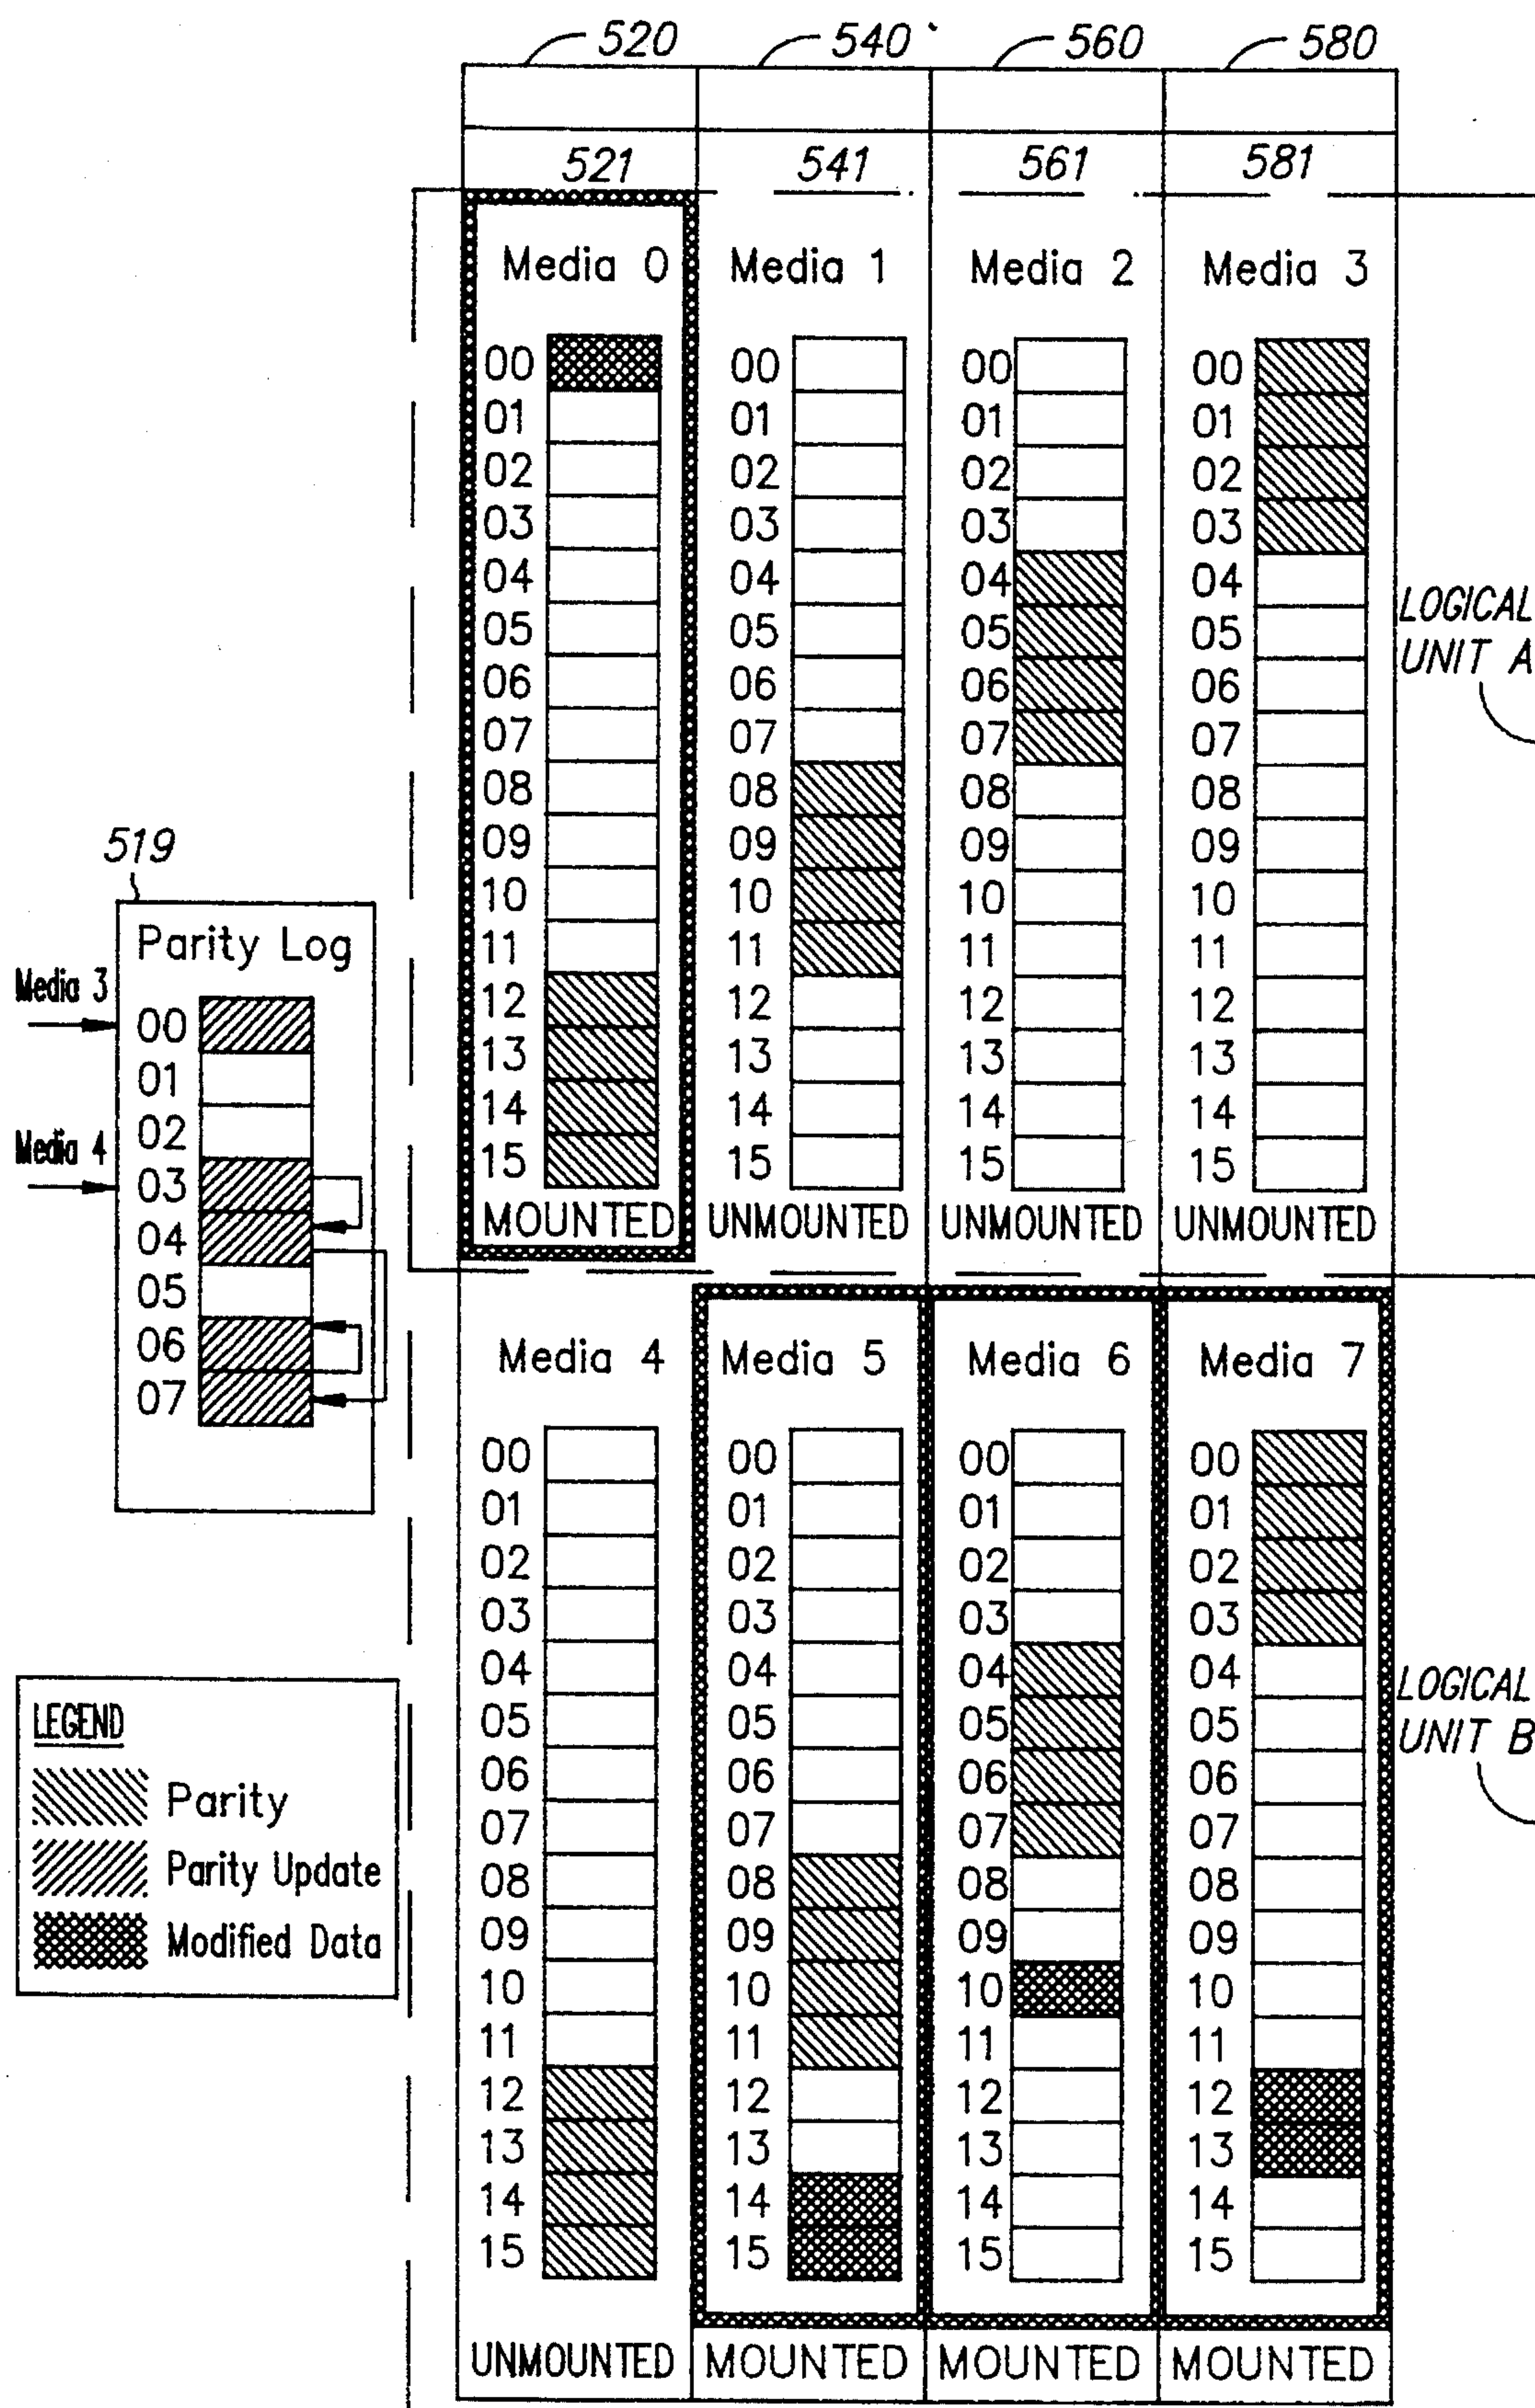 520 540 560 580
521 541 561 581
Media 0 Media 1 Media 2 Media 3
00 00 00 00
01 01 01 01
02 02 02 02
03 03 03 03
04 04 04 04
05 05 05 05
06 06 06 06
07 07 07 07
08 08 08 08
09 09 09 09
10 10 10 10
11 11 11 11
12 12 12 12
13 13 13 13
14 14 14 14
15 15 15 15
MOUNTED UNMOUNTED UNMOUNTED UNMOUNTED
LOGICAL
UNIT A
519
Parity Log
Media 3
00
01
02
Media 4
03
04
05
06
07
Media 4 Media 5 Media 6 Media 7
00 00 00 00
01 01 01 01
02 02 02 02
03 03 03 03
04 04 04 04
05 05 05 05
06 06 06 06
07 07 07 07
08 08 08 08
09 09 09 09
10 10 10 10
11 11 11 11
12 12 12 12
13 13 13 13
14 14 14 14
15 15 15 15
UNMOUNTED MOUNTED MOUNTED MOUNTED
LOGICAL
UNIT B
LEGEND
Parity
Parity Update
Modified Data